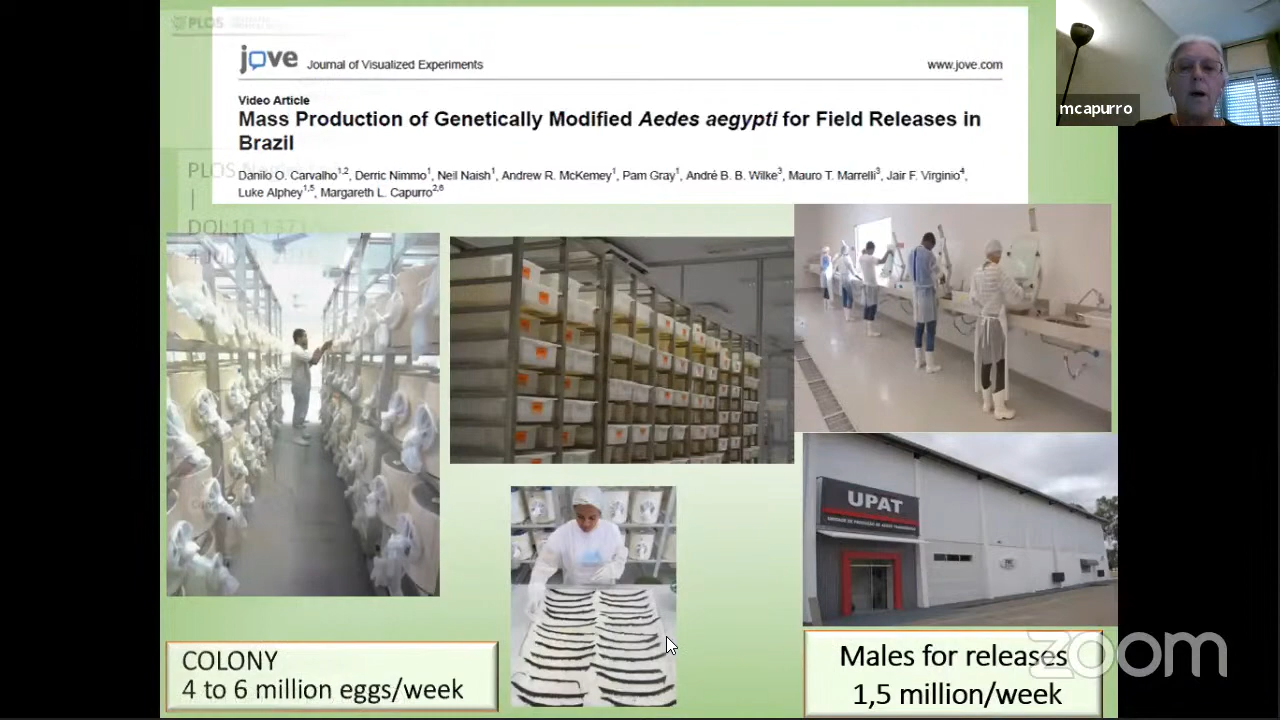 PLOS
jove Journal of Visualized Experiments
www.jove.com
Video Article
Mass Production of Genetically Modified Aedes aegypti for Field Releases in
Brazil
Danilo O. Carvalho1,2, Derric Nimmo1, Neil Naish1, Andrew R. McKemey1, Pam Gray1, André B. B. Wilke3, Mauro T. Marrelli3, Jair F. Virginio4,
Luke Alphey1,5, Margareth L. Capurro2,6
mcapurro
PLOS
|
UPAT
COLONY
4 to 6 million eggs/week
Males for releases
1,5 million/week
zoom